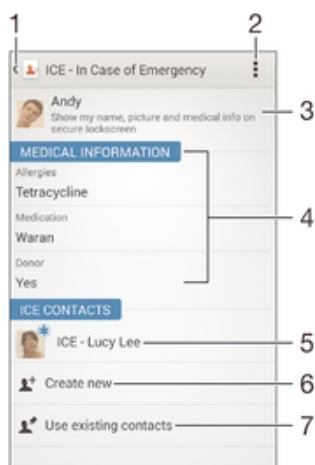 1
2
ICE - In Case of Emergency
Andy
Show my name, picture and medical info on
secure lockscreen
3
MEDICAL INFORMATION
Allergies
Tetracycline
4
Medication
Waran
Donor
Yes
ICE CONTACTS
ICE - Lucy Lee
5
Create new
6
Use existing contacts
7